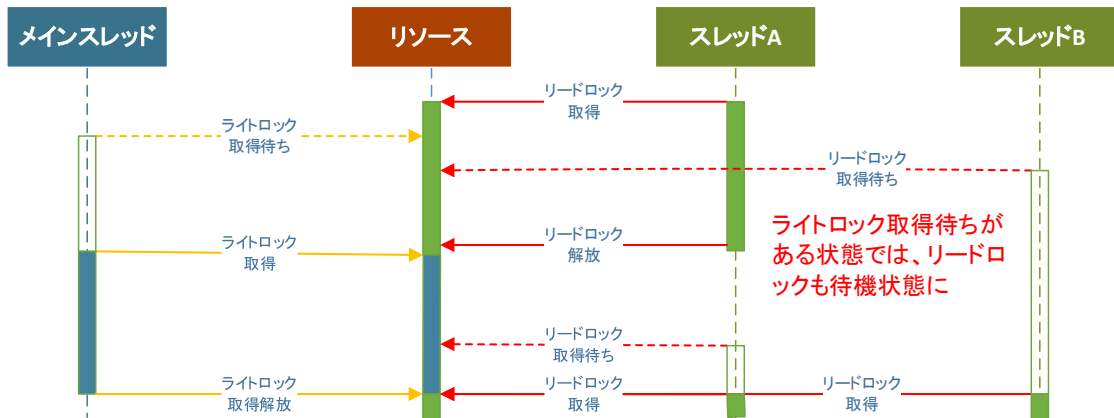 メインスレッド
リソース
スレッドA
スレッドB
リードロック
取得
ライトロック
取得待ち
リードロック
取得待ち
ライトロック取得待ちが
ある状態では、リードロ
ックも待機状態に
ライトロック
取得
リードロック
解放
リードロック
取得待ち
ライトロック
取得解放
リードロック
取得
リードロック
取得